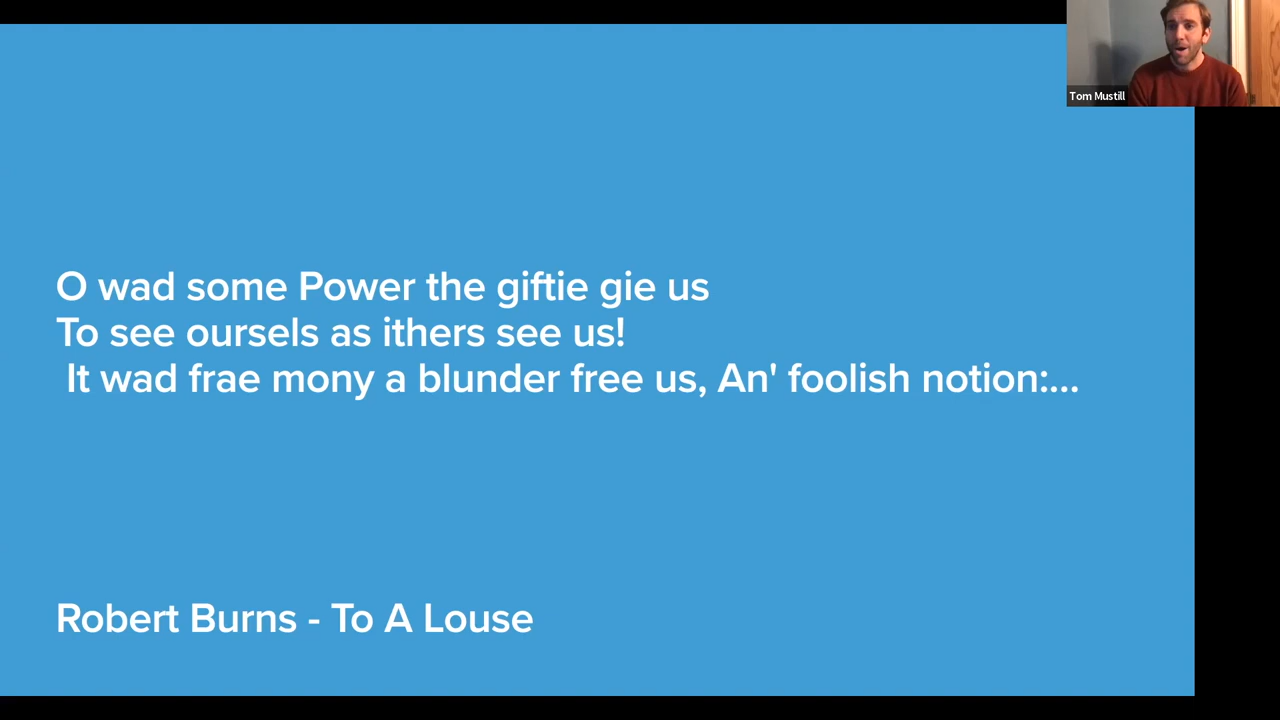 Tom Mustill
O wad some Power the giftie gie us
To see oursels as ithers see us!
It wad frae mony a blunder free us, An' foolish notion:...
Robert Burns - To A Louse